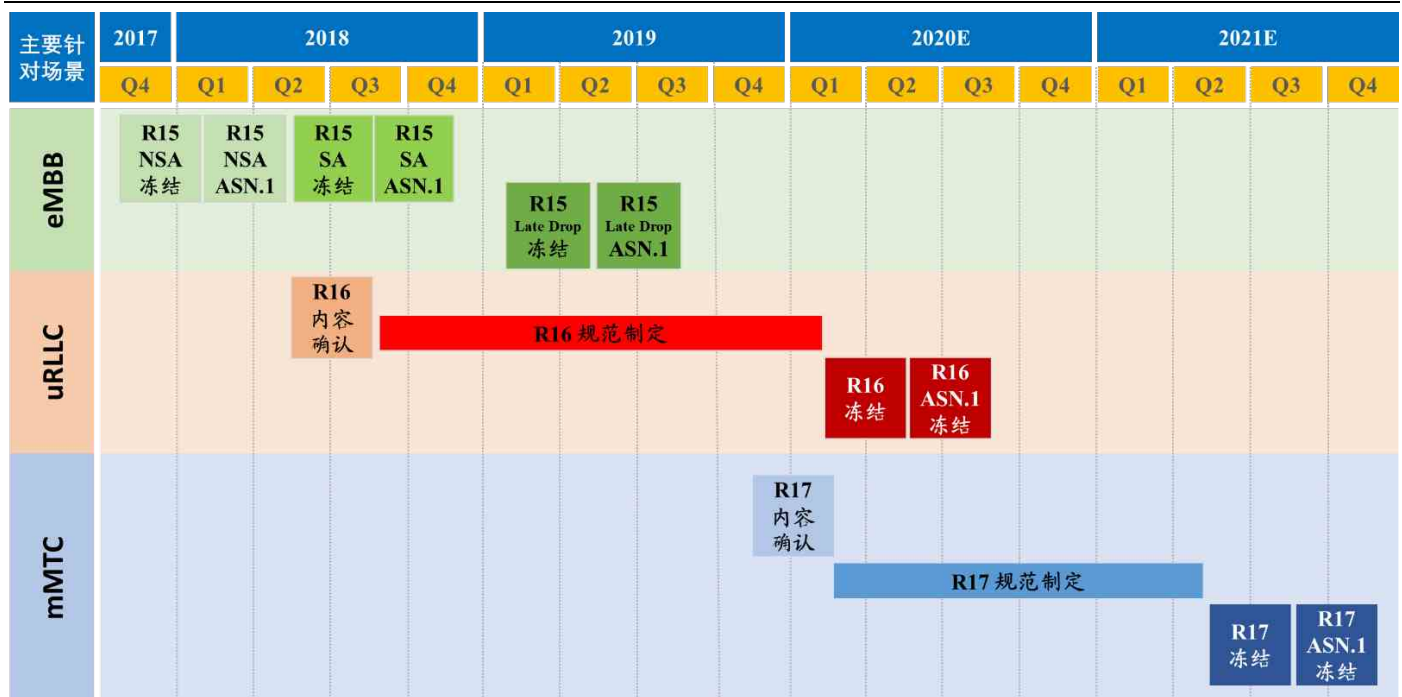 主要针
对场景
2017
2018
2019
2020E
2021E
Q4
Q1
Q2
Q3
Q4
Q1
Q2
Q3
Q4
Q1
Q2
Q3
Q4
Q1
Q2
Q3
Q4
eMBB
R15
NSA
冻结
R15
NSA
ASN.1
R15
SA
冻结
R15
SA
ASN.1
R15
Late Drop
冻结
R15
Late Drop
ASN.1
uRLLC
R16
内容
确认
R16 规范制定
R16
冻结
R16
ASN.1
冻结
mMTC
R17
内容
确认
R17 规范制定
R17
冻结
R17
ASN.1
冻结